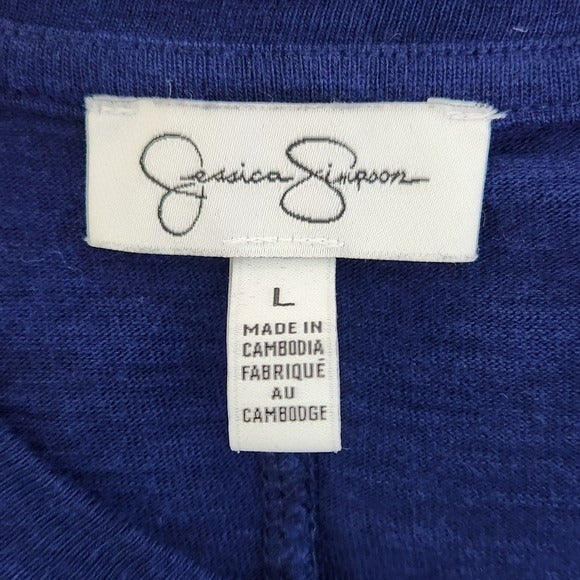 Jessica Simpson
L
MADE IN
CAMBODIA
FABRIQUÉ
AU
CAMBODGE